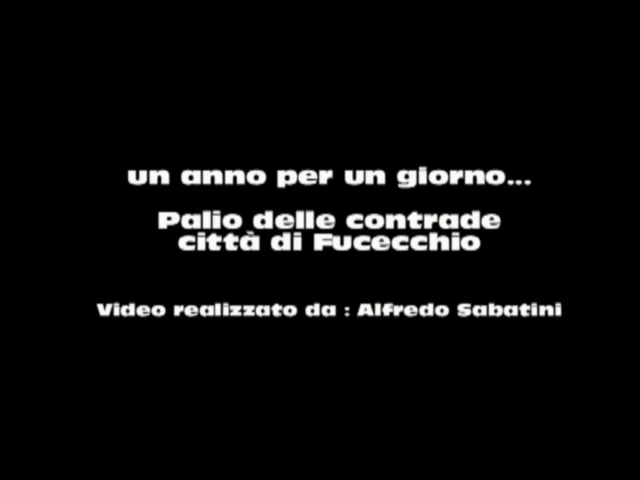 un anno per un giorno...
Palio delle contrade
città di Fucecchio
Video realizzato da : Alfredo Sabatini